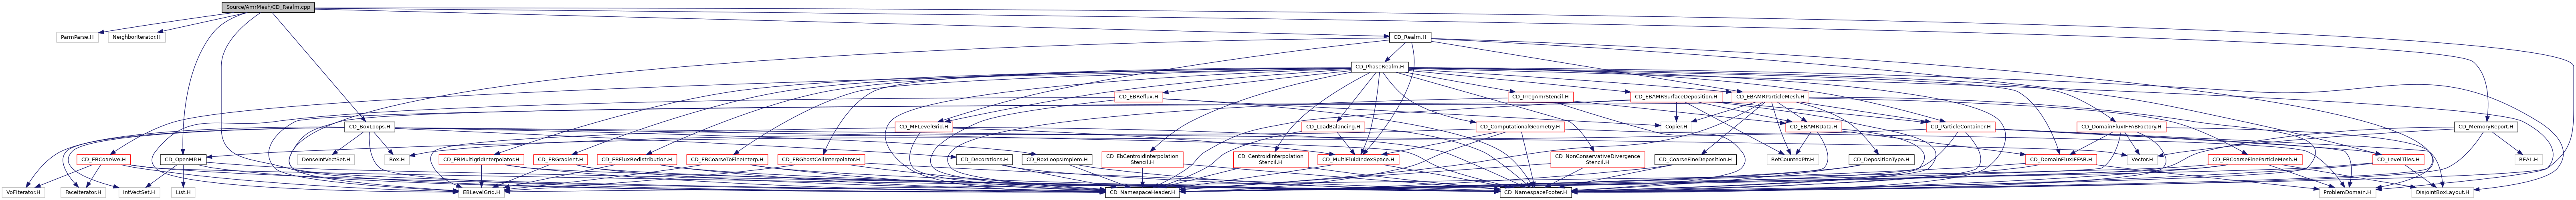 Source/AmrMesh/CD_Realm.cpp
ParmParse.H
NeighborIterator.H
CD_Realm.H
CD_PhaseRealm.H
CD_EBReflux.H
CD_IrregAmrStencil.H
CD_EBAMRSurfaceDeposition.H
CD_EBAMRParticleMesh.H
CD_BoxLoops.H
CD_MFLevelGrid.H
CD_LoadBalancing.H
CD_ComputationalGeometry.H
Copier.H
CD_EBAMRData.H
CD_ParticleContainer.H
CD_DomainFluxIFFABFactory.H
CD_MemoryReport.H
CD_EBCoarAve.H
CD_OpenMP.H
DenseIntVectSet.H
Box.H
CD_EBMultigridInterpolator.H
CD_EBGradient.H
CD_EBFluxRedistribution.H
CD_EBCoarseToFineInterp.H
CD_EBGhostCellInterpolator.H
CD_Decorations.H
CD_BoxLoopsImplem.H
CD_EbCentroidInterpolation
Stencil.H
CD_CentroidInterpolation
Stencil.H
CD_MultiFluidIndexSpace.H
CD_NonConservativeDivergence
Stencil.H
CD_CoarseFineDeposition.H
RefCountedPtr.H
CD_DepositionType.H
CD_DomainFluxIFFAB.H
Vector.H
CD_EBCoarseFineParticleMesh.H
CD_LevelTiles.H
REAL.H
VoFIterator.H
FaceIterator.H
IntVectSet.H
List.H
EBLevelGrid.H
CD_NamespaceHeader.H
CD_NamespaceFooter.H
ProblemDomain.H
DisjointBoxLayout.H